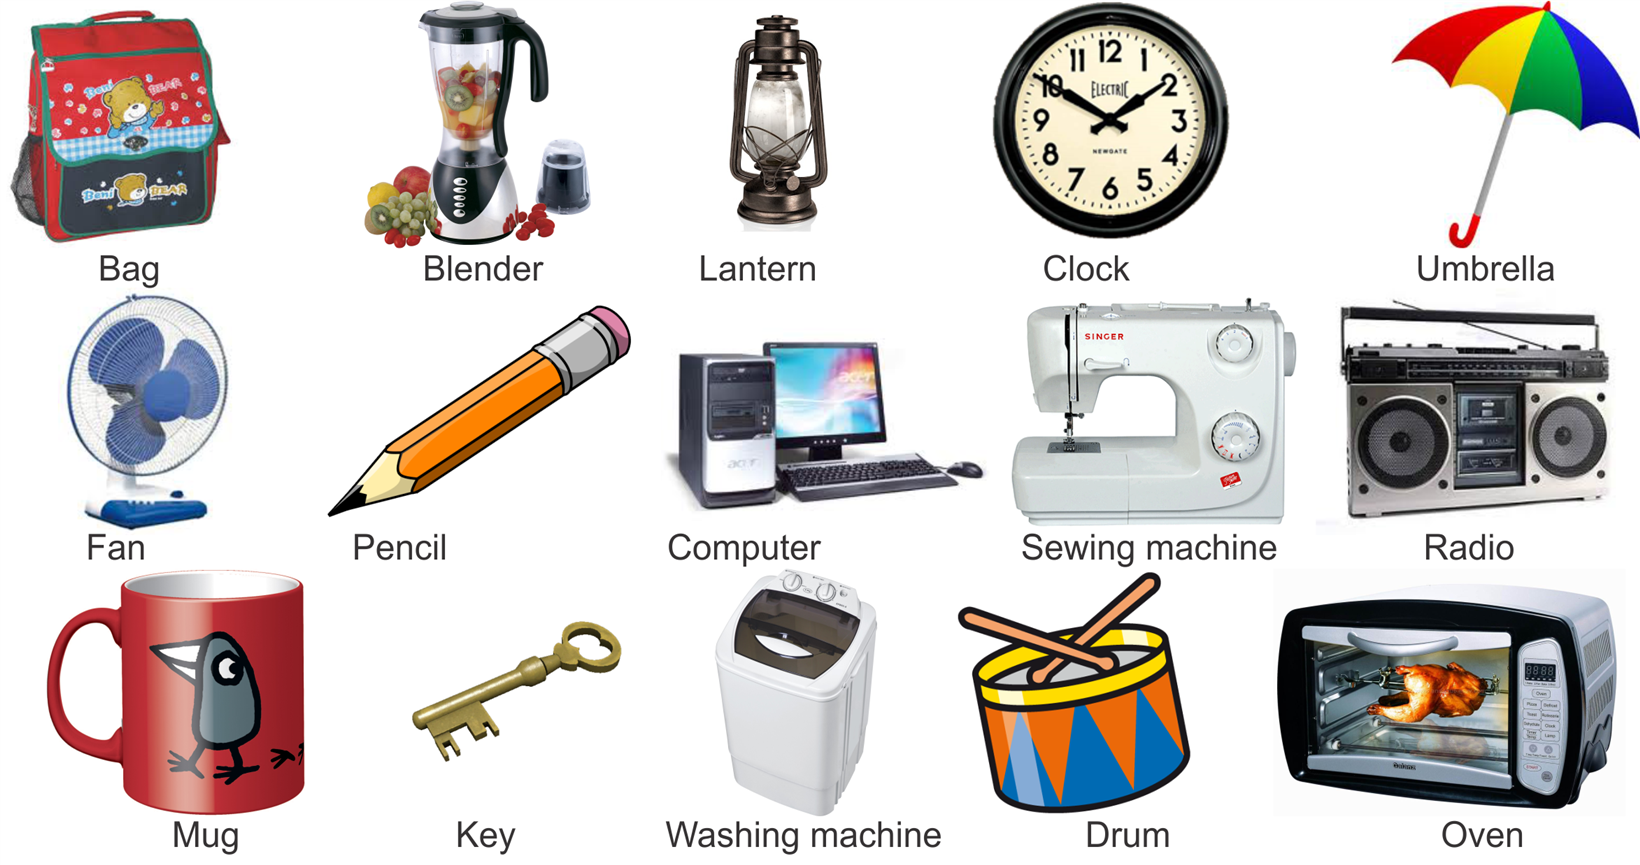 Beni BEAR
Beni BEAR
12
11 1
10 ELECTRIC 2
9 3
NEWGATE
8 4
7 6 5
Bag Blender Lantern Clock Umbrella
SINGER
acer
acer
Fan Pencil Computer Sewing machine Radio
Mug Key Washing machine Drum Oven